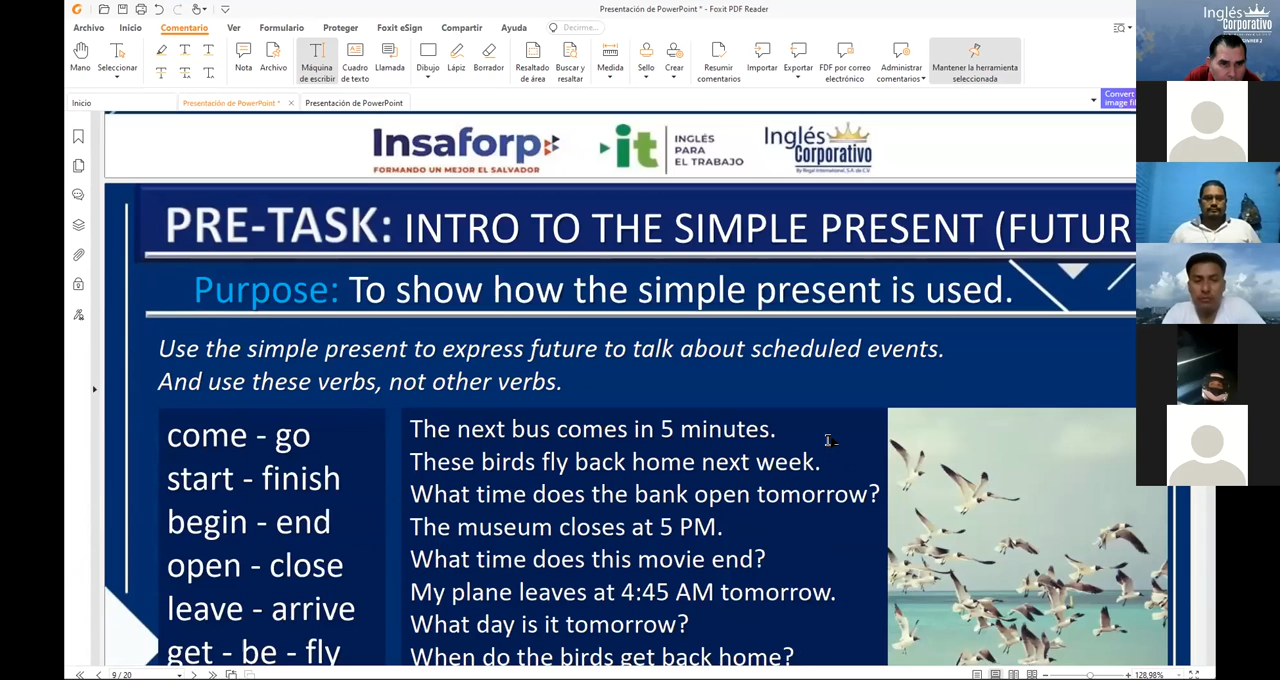 Presentación de PowerPoint * - Foxit PDF Reader
Archivo Inicio Comentario Ver Formulario Proteger Foxit eSign Compartir Ayuda Decirme...
Mano Seleccionar Nota Archivo Máquina de escribir Cuadro de texto Llamada Dibujo Lápiz Borrador Resaltado de área Buscar y resaltar Medida Sello Crear Resumir comentarios Importar Exportar FDF por correo electrónico Administrar comentarios Mantener la herramienta seleccionada
Inicio Presentación de PowerPoint * Presentación de PowerPoint
Convert
image fil
Insaforp
FORMANDO UN MEJOR EL SALVADOR
it
INGLÉS
PARA
EL TRABAJO
Inglés
Corporativo
By Regal International, S.A. de C.V.
PRE-TASK: INTRO TO THE SIMPLE PRESENT (FUTUR
Purpose: To show how the simple present is used.
Use the simple present to express future to talk about scheduled events.
And use these verbs, not other verbs.
come - go
start - finish
begin - end
open - close
leave - arrive
get - be - fly
The next bus comes in 5 minutes.
These birds fly back home next week.
What time does the bank open tomorrow?
The museum closes at 5 PM.
What time does this movie end?
My plane leaves at 4:45 AM tomorrow.
What day is it tomorrow?
When do the birds get back home?
Inglés
Corporativo
9 / 20
128,98%